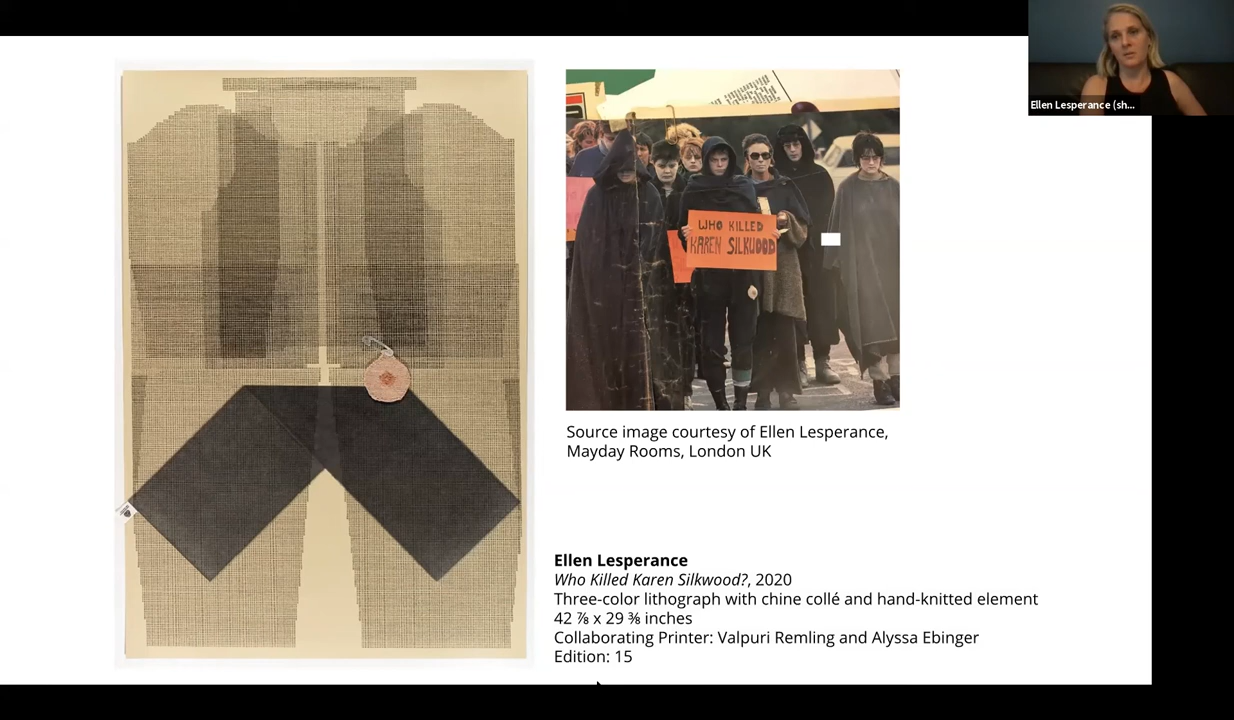 Ellen Lesperance (sh...
WHO KILLED
KAREN SILKWOOD
Source image courtesy of Ellen Lesperance,
Mayday Rooms, London UK
Ellen Lesperance
Who Killed Karen Silkwood?, 2020
Three-color lithograph with chine collé and hand-knitted element
42 ⅞ x 29 ⅜ inches
Collaborating Printer: Valpuri Remling and Alyssa Ebinger
Edition: 15